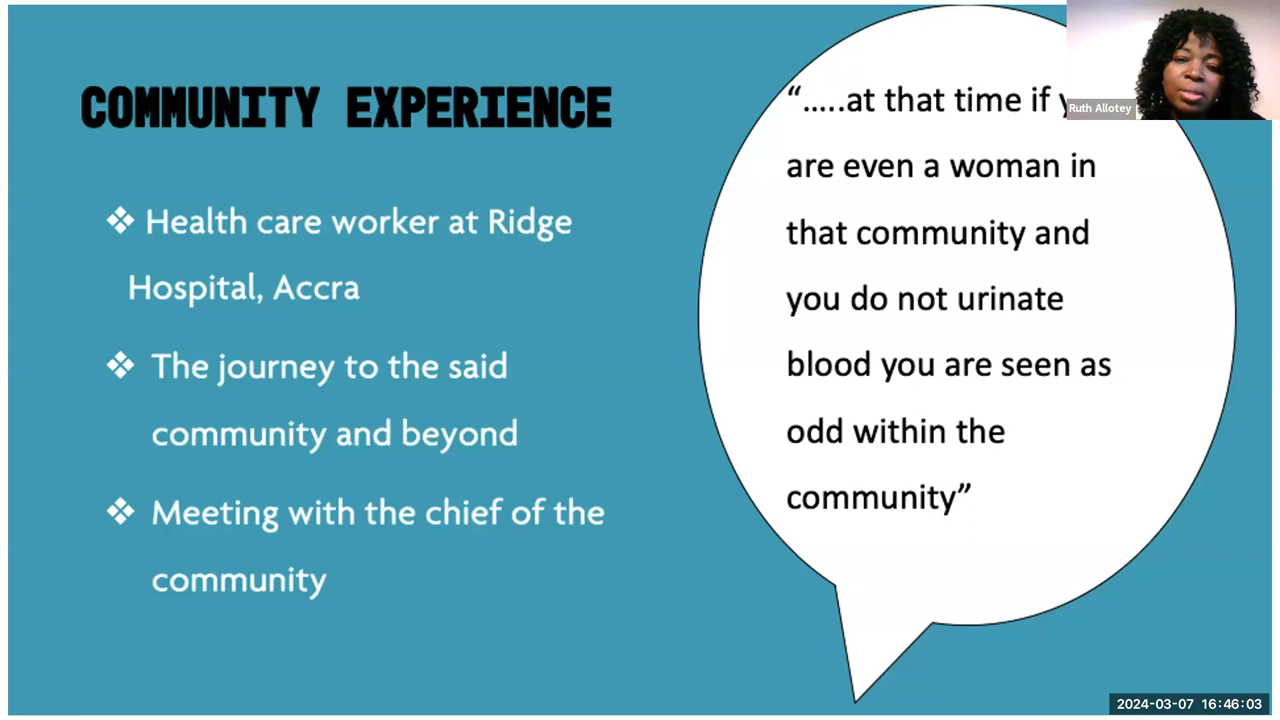 COMMUNITY EXPERIENCE
❖ Health care worker at Ridge
Hospital, Accra
❖ The journey to the said
community and beyond
❖ Meeting with the chief of the
community
“.....at that time if
are even a woman in
that community and
you do not urinate
blood you are seen as
odd within the
community”
Ruth Allotey
2024-03-07 16:46:03